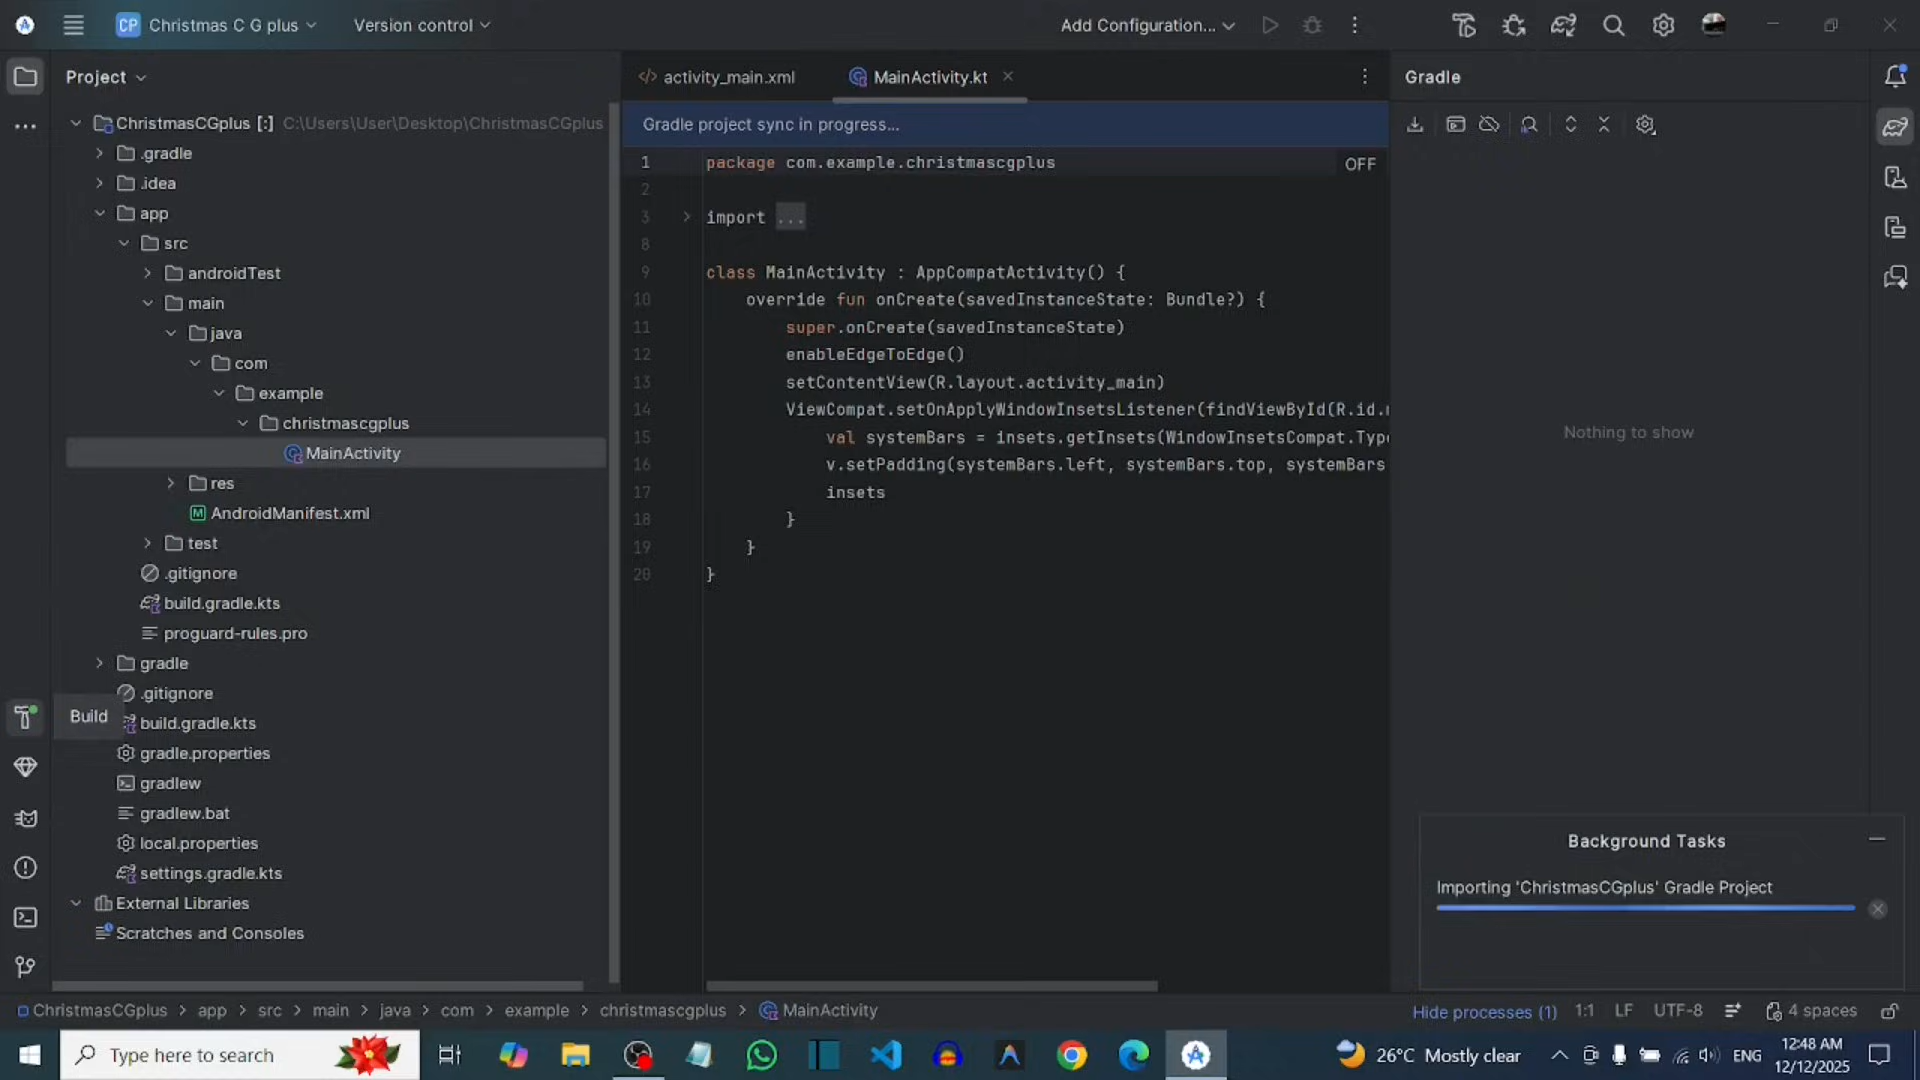 CP Christmas C G plus Version control Add Configuration...
Project activity_main.xml MainActivity.kt Gradle
Gradle project sync in progress...
ChristmasCGplus [:] C:\Users\User\Desktop\ChristmasCGplus
.gradle
.idea
app
src
androidTest
main
java
com
example
christmascgplus
MainActivity
res
AndroidManifest.xml
test
.gitignore
build.gradle.kts
proguard-rules.pro
gradle
.gitignore
Build
build.gradle.kts
gradle.properties
gradlew
gradlew.bat
local.properties
settings.gradle.kts
External Libraries
Scratches and Consoles
1 package com.example.christmascgplus OFF
2
3 import ...
8
9 class MainActivity : AppCompatActivity() {
10 override fun onCreate(savedInstanceState: Bundle?) {
11 super.onCreate(savedInstanceState)
12 enableEdgeToEdge()
13 setContentView(R.layout.activity_main)
14 ViewCompat.setOnApplyWindowInsetsListener(findViewById(R.id.
15 val systemBars = insets.getInsets(WindowInsetsCompat.Type
16 v.setPadding(systemBars.left, systemBars.top, systemBars
17 insets
18 }
19 }
20 }
Nothing to show
Background Tasks
Importing 'ChristmasCGplus' Gradle Project
ChristmasCGplus > app > src > main > java > com > example > christmascgplus > MainActivity
Hide processes (1) 1:1 LF UTF-8 4 spaces
Type here to search
26°C Mostly clear ENG
12:48 AM
12/12/2025